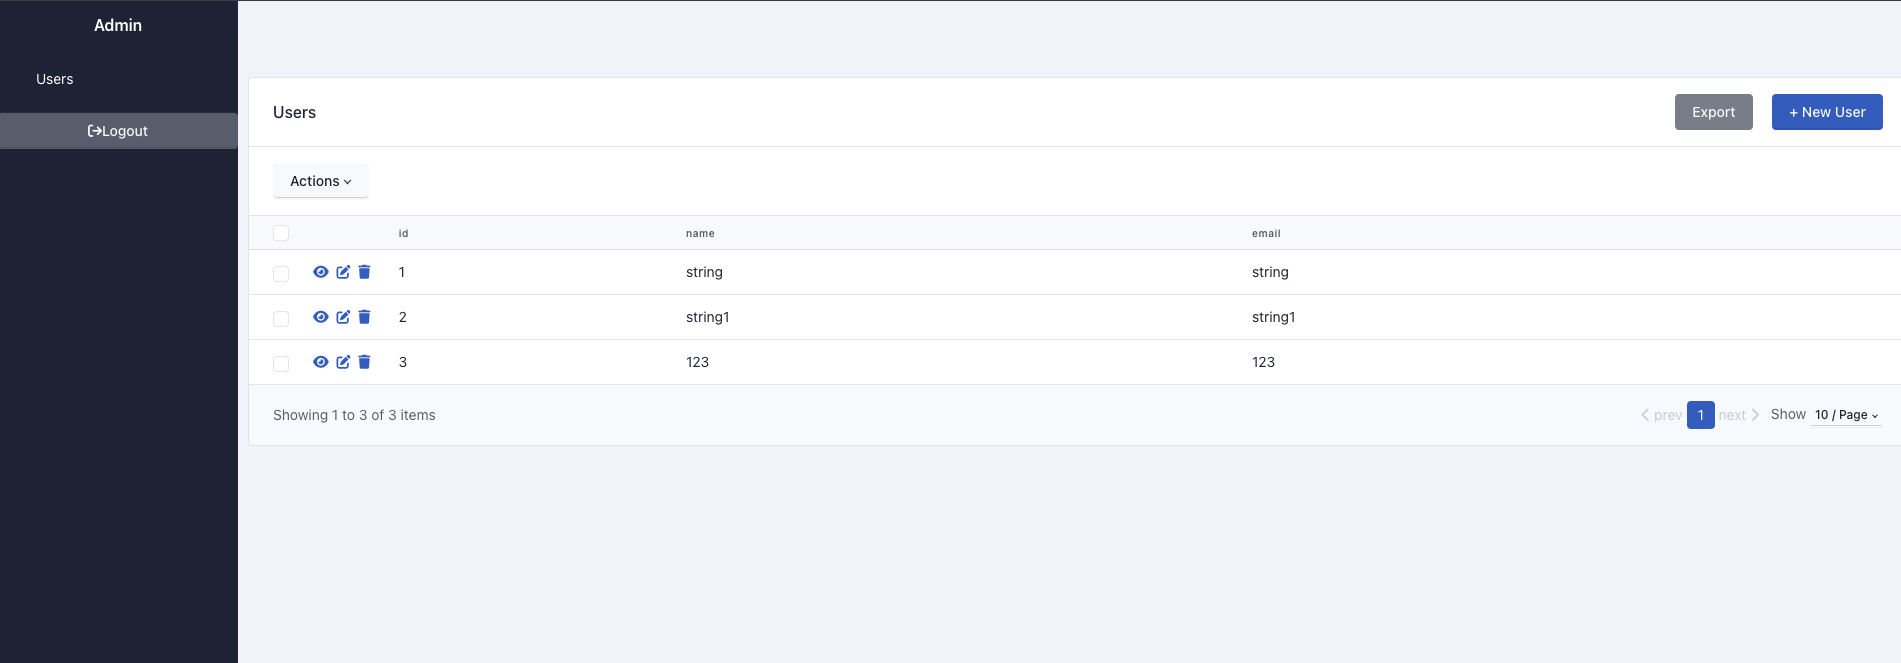 Admin
Users
Logout
Users
Export
+ New User
Actions
id name email
1 string string
2 string1 string1
3 123 123
Showing 1 to 3 of 3 items
prev 1 next Show 10 / Page